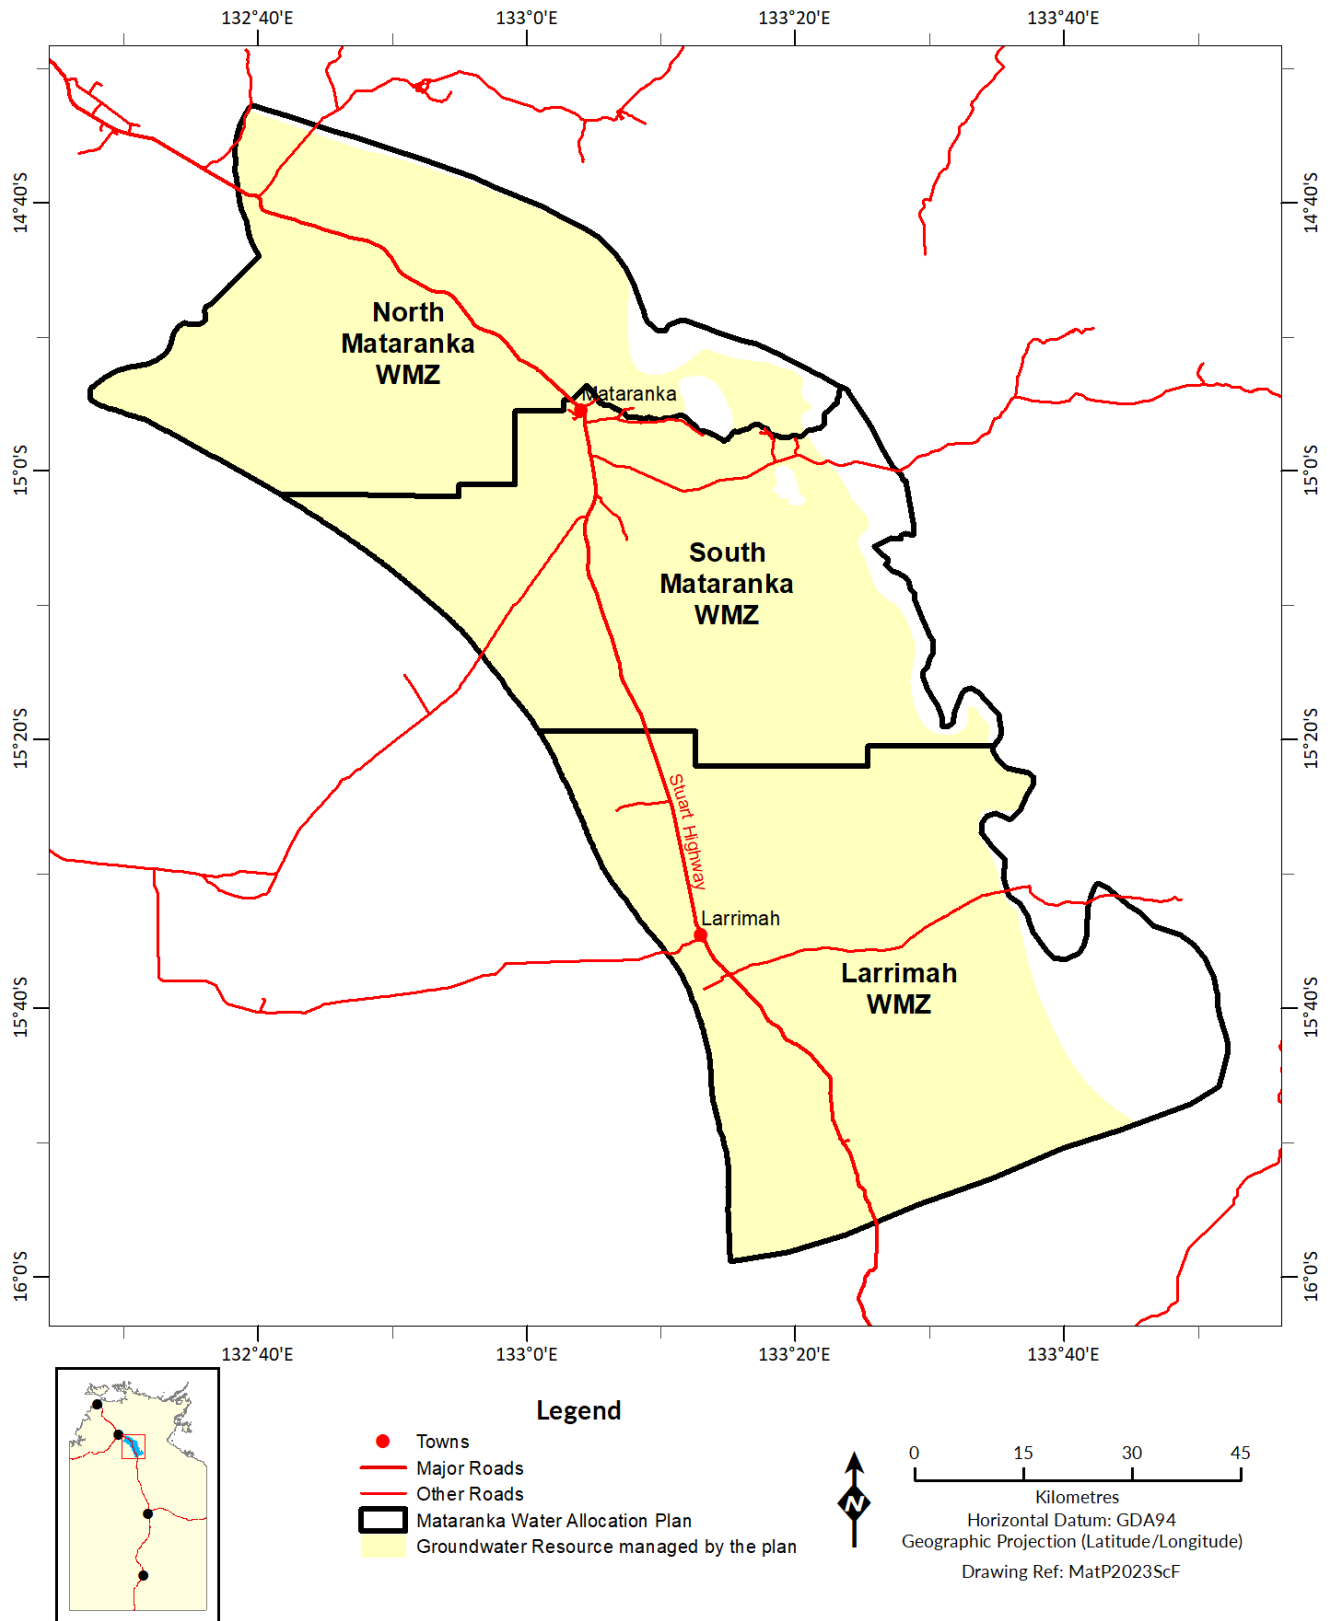 132°40'E
133°0'E
133°20'E
133°40'E
14°40'S
14°40'S
North
Mataranka
WMZ
Mataranka
15°0'S
15°0'S
South
Mataranka
WMZ
15°20'S
15°20'S
Stuart Highway
Larrimah
Larrimah
WMZ
15°40'S
15°40'S
16°0'S
16°0'S
132°40'E
133°0'E
133°20'E
133°40'E
Legend
Towns
Major Roads
Other Roads
Mataranka Water Allocation Plan
Groundwater Resource managed by the plan
N
0 15 30 45
Kilometres
Horizontal Datum: GDA94
Geographic Projection (Latitude/Longitude)
Drawing Ref: MatP2023ScF